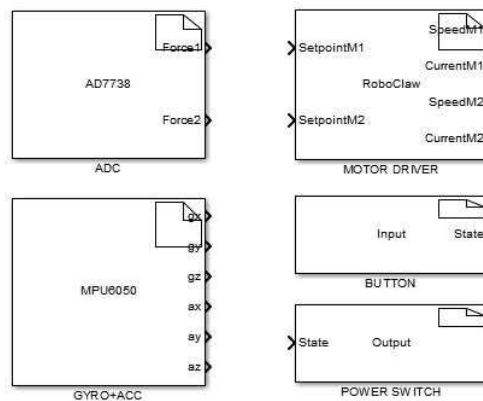 Force1
AD7738
Force2
ADC
SpeedM1
SetpointM1
CurrentM1
RoboClaw
SpeedM2
SetpointM2
CurrentM2
MOTOR DRIVER
gx
gy
gz
MPU6050
ax
ay
az
GYRO+ACC
Input State
BUTTON
State Output
POWER SWITCH